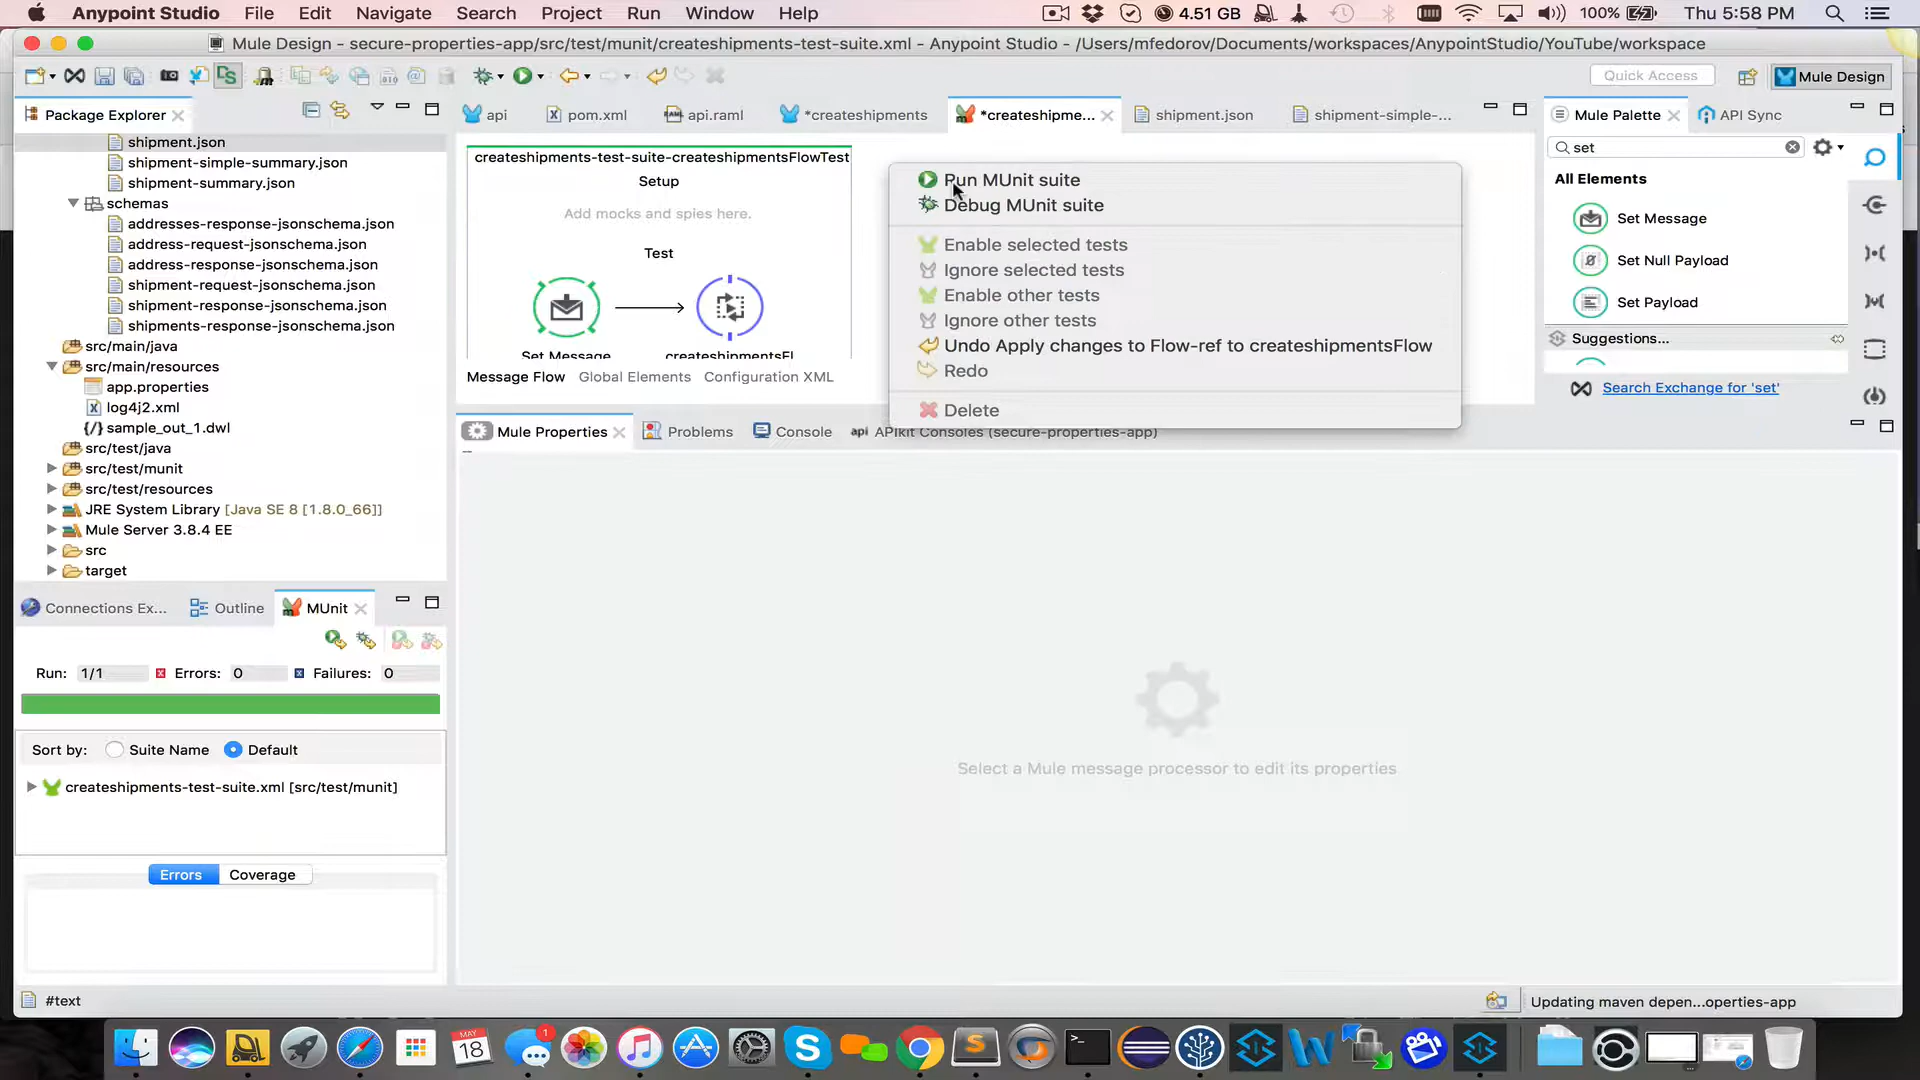 Anypoint Studio File Edit Navigate Search Project Run Window Help 4.51 GB 100% Thu 5:58 PM
Mule Design - secure-properties-app/src/test/munit/createshipments-test-suite.xml - Anypoint Studio - /Users/mfedorov/Documents/workspaces/AnypointStudio/YouTube/workspace
Quick Access Mule Design
Package Explorer
shipment.json
shipment-simple-summary.json
shipment-summary.json
schemas
addresses-response-jsonschema.json
address-request-jsonschema.json
address-response-jsonschema.json
shipment-request-jsonschema.json
shipment-response-jsonschema.json
shipments-response-jsonschema.json
src/main/java
src/main/resources
app.properties
log4j2.xml
sample_out_1.dwl
src/test/java
src/test/munit
src/test/resources
JRE System Library [Java SE 8 [1.8.0_66]]
Mule Server 3.8.4 EE
src
target
Connections Ex... Outline MUnit
Run: 1/1 Errors: 0 Failures: 0
Sort by: Suite Name Default
createshipments-test-suite.xml [src/test/munit]
Errors Coverage
#text
api pom.xml api.raml *createshipments *createshipme... shipment.json shipment-simple-...
createshipments-test-suite-createshipmentsFlowTest
Setup
Add mocks and spies here.
Test
Set Message createshipmentsFl
Message Flow Global Elements Configuration XML
Run MUnit suite
Debug MUnit suite
Enable selected tests
Ignore selected tests
Enable other tests
Ignore other tests
Undo Apply changes to Flow-ref to createshipmentsFlow
Redo
Delete
Mule Properties Problems Console api APIkit Consoles (secure-properties-app)
Select a Mule message processor to edit its properties
Mule Palette API Sync
set
All Elements
Set Message
Set Null Payload
Set Payload
Suggestions...
Search Exchange for 'set'
Updating maven depen...operties-app
MAY
18
1